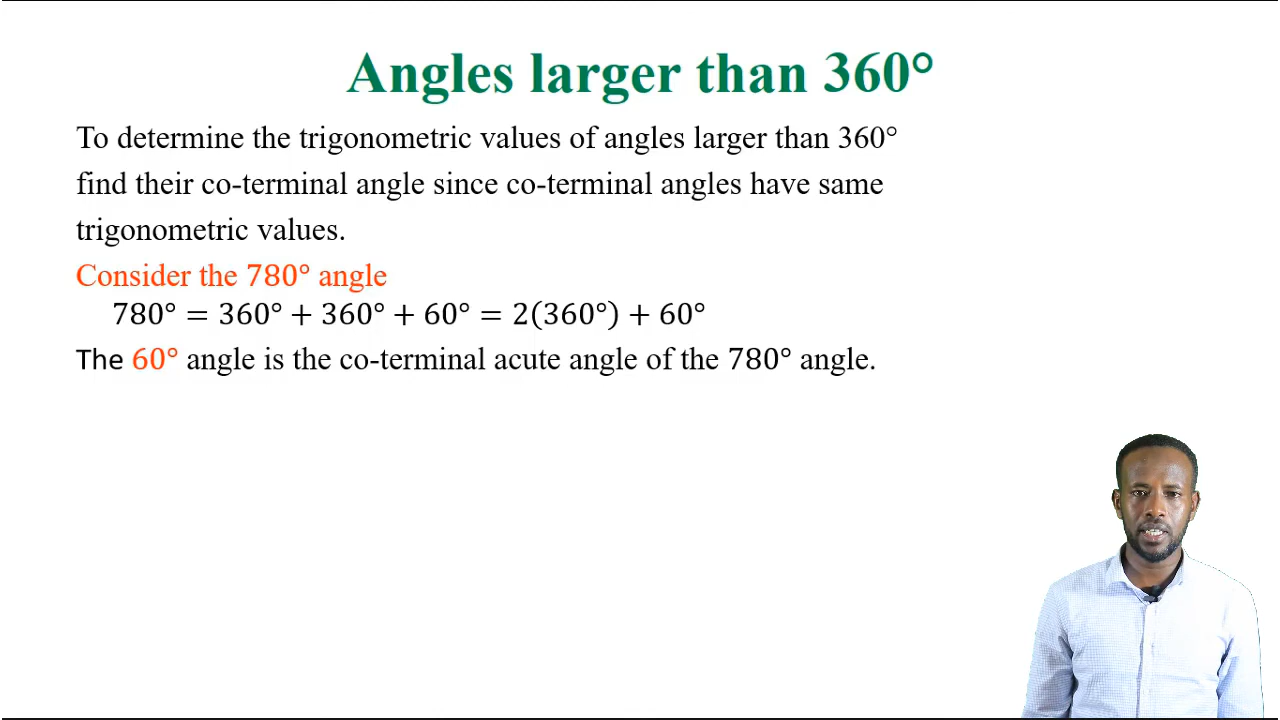 Angles larger than 360°
To determine the trigonometric values of angles larger than 360°
find their co-terminal angle since co-terminal angles have same
trigonometric values.
Consider the 780° angle
780° = 360° + 360° + 60° = 2(360°) + 60°
The 60° angle is the co-terminal acute angle of the 780° angle.